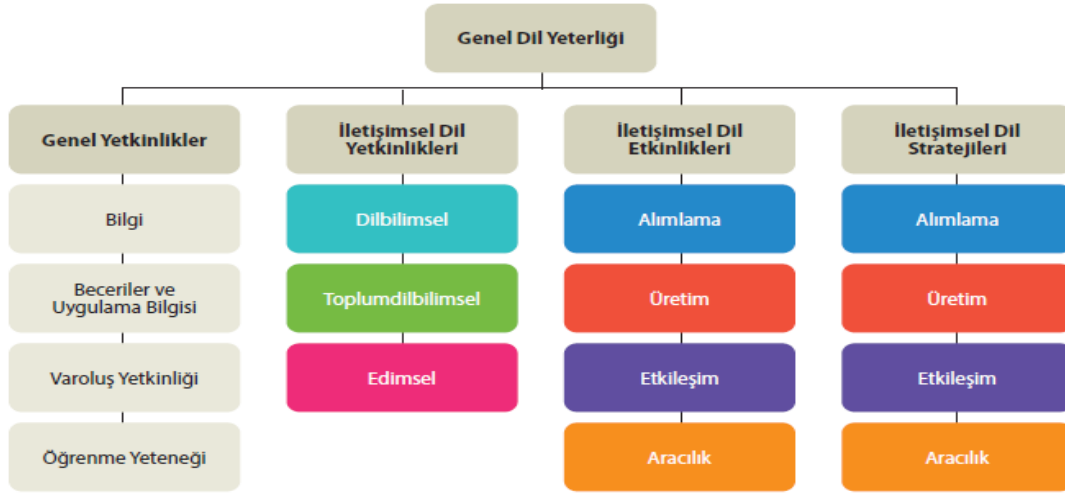 Genel Dil Yeterliği
Genel Yetkinlikler
Bilgi
Beceriler ve
Uygulama Bilgisi
Varoluş Yetkinliği
Öğrenme Yeteneği
İletişimsel Dil
Yetkinlikleri
Dilbilimsel
Toplumdilbilimsel
Edimsel
İletişimsel Dil
Etkinlikleri
Alımlama
Üretim
Etkileşim
Aracılık
İletişimsel Dil
Stratejileri
Alımlama
Üretim
Etkileşim
Aracılık